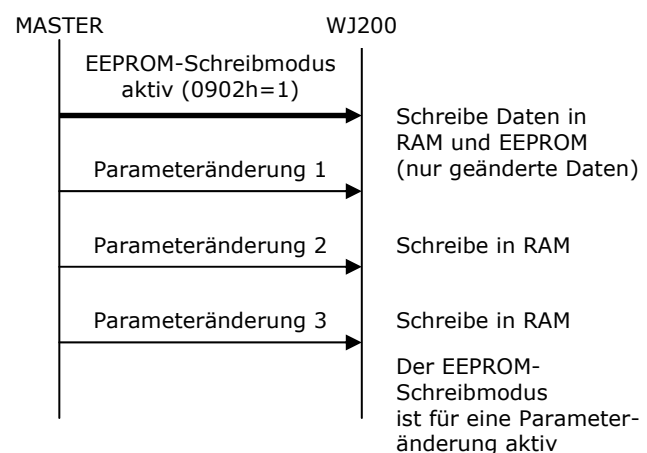 MASTER
WJ200
EEPROM-Schreibmodus
aktiv (0902h=1)
Schreibe Daten in
RAM und EEPROM
(nur geänderte Daten)
Parameteränderung 1
Parameteränderung 2
Schreibe in RAM
Parameteränderung 3
Schreibe in RAM
Der EEPROM-
Schreibmodus
ist für eine Parameter-
änderung aktiv